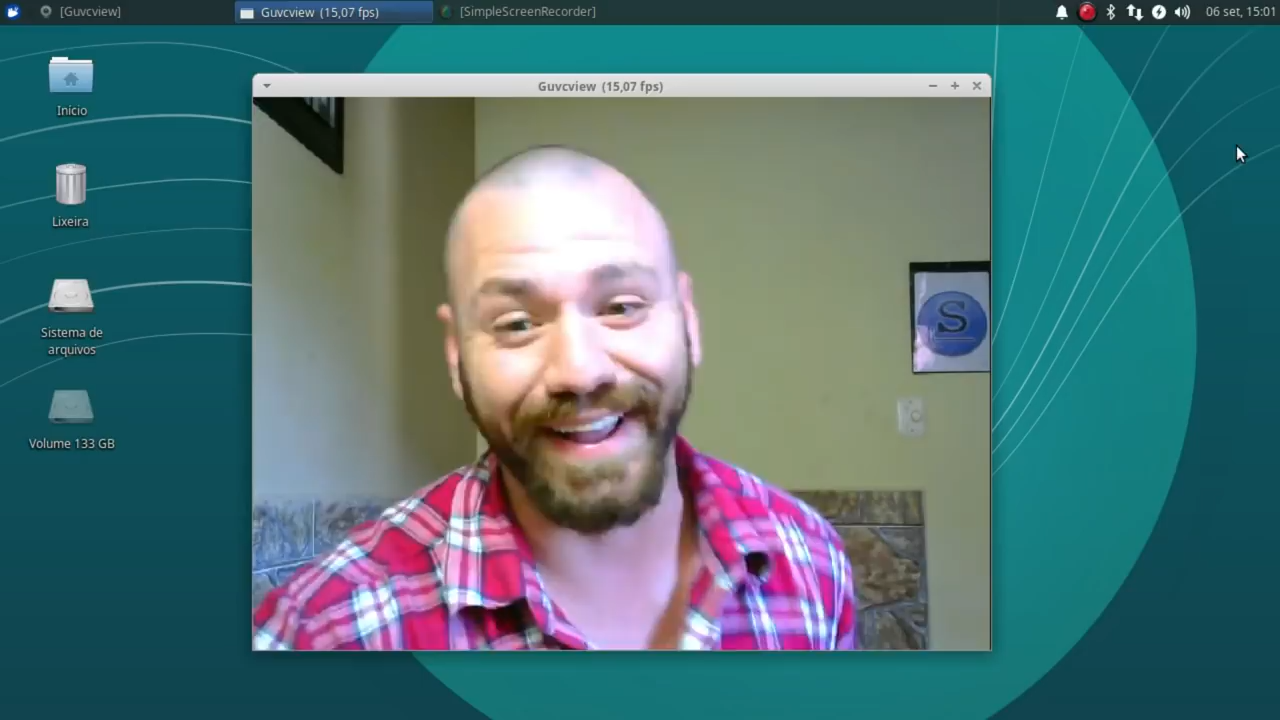 [Guvcview]
Guvcview (15,07 fps)
[SimpleScreenRecorder]
06 set, 15:01
Guvcview (15,07 fps)
Início
Lixeira
Sistema de
arquivos
Volume 133 GB
S